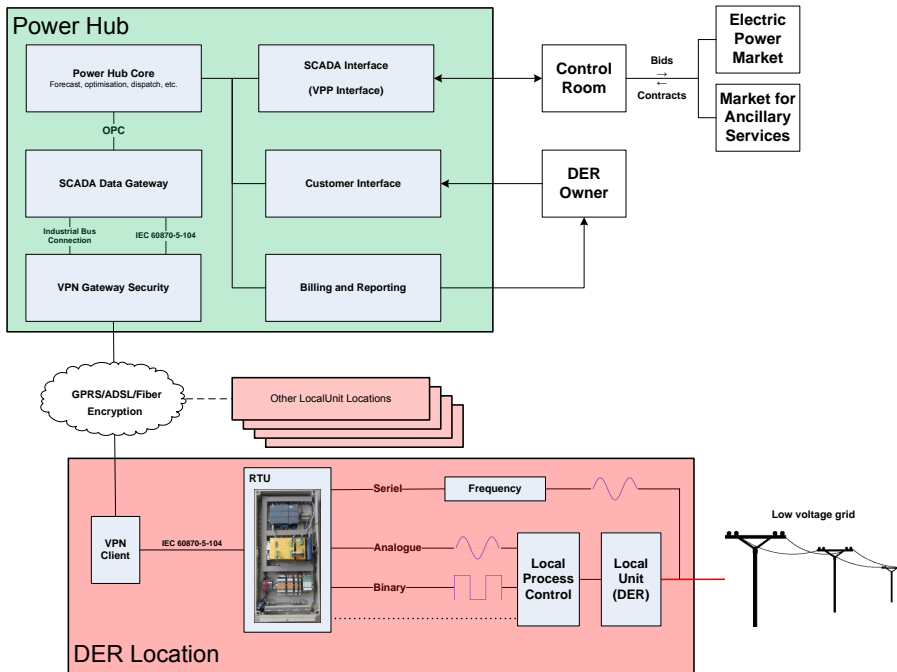 Power Hub
Power Hub Core
Forecast, optimisation, dispatch, etc.
SCADA Interface
(VPP Interface)
Control
Room
Bids
→
←
Contracts
Electric
Power
Market
Market for
Ancillary
Services
OPC
SCADA Data Gateway
Customer Interface
DER
Owner
Industrial Bus
Connection
IEC 60870-5-104
VPN Gateway Security
Billing and Reporting
GPRS/ADSL/Fiber
Encryption
Other LocalUnit Locations
RTU
Seriel
Frequency
VPN
Client
IEC 60870-5-104
Analogue
Binary
Local
Process
Control
Local
Unit
(DER)
Low voltage grid
DER Location